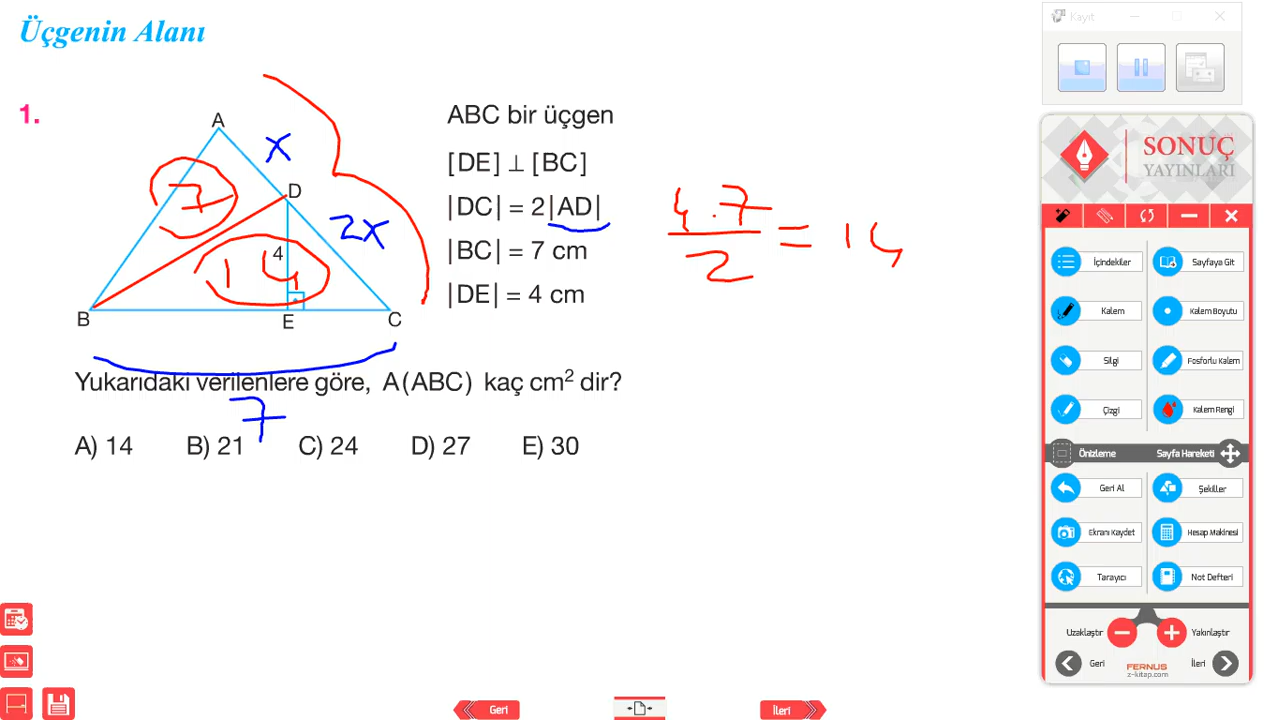 Üçgenin Alanı
Kayıt
1.
A
x
D
2x
7
4
14
B
E
C
7
ABC bir üçgen
[DE] ⊥ [BC]
|DC| = 2|AD|
|BC| = 7 cm
|DE| = 4 cm
4.7
2
= 14
Yukarıdaki verilenlere göre, A(ABC) kaç cm² dir?
A) 14 B) 21 C) 24 D) 27 E) 30
SONUÇ
YAYINLARI
İçindekiler Sayfaya Git
Kalem Kalem Boyutu
Silgi Fosforlu Kalem
Çizgi Kalem Rengi
Önizleme Sayfa Hareketi
Geri Al Şekiller
Ekranı Kaydet Hesap Makinesi
Tarayıcı Not Defteri
Uzaklaştır Yakınlaştır
Geri İleri
FERNUS
z-kitap.com
Geri İleri